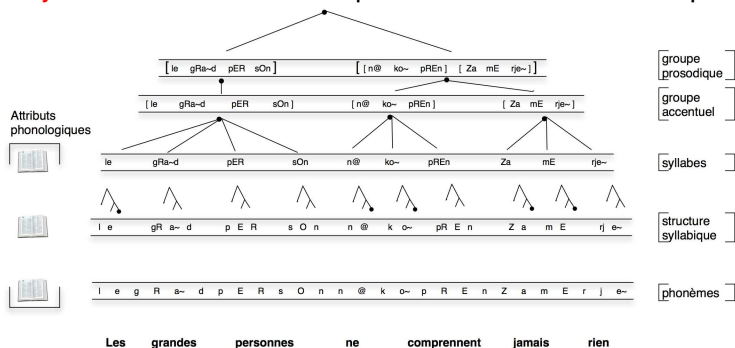 [ le gRa~d pER sOn ] [ [ n@ ko~ pREn ] [ Za mE rje~ ] ]
groupe
prosodique
[ le gRa~d pER sOn ] [ n@ ko~ pREn ] [ Za mE rje~ ]
groupe
accentuel
Attributs
phonologiques
le gRa~d pER sOn n@ ko~ pREn Za mE rje~
syllabes
l e gR a~ d p E R s O n n @ k o~ pR E n Z a m E rj e~
structure
syllabique
l e g R a~ d p E R s O n n @ k o~ p R E n Z a m E r j e~
phonèmes
Les grandes personnes ne comprennent jamais rien